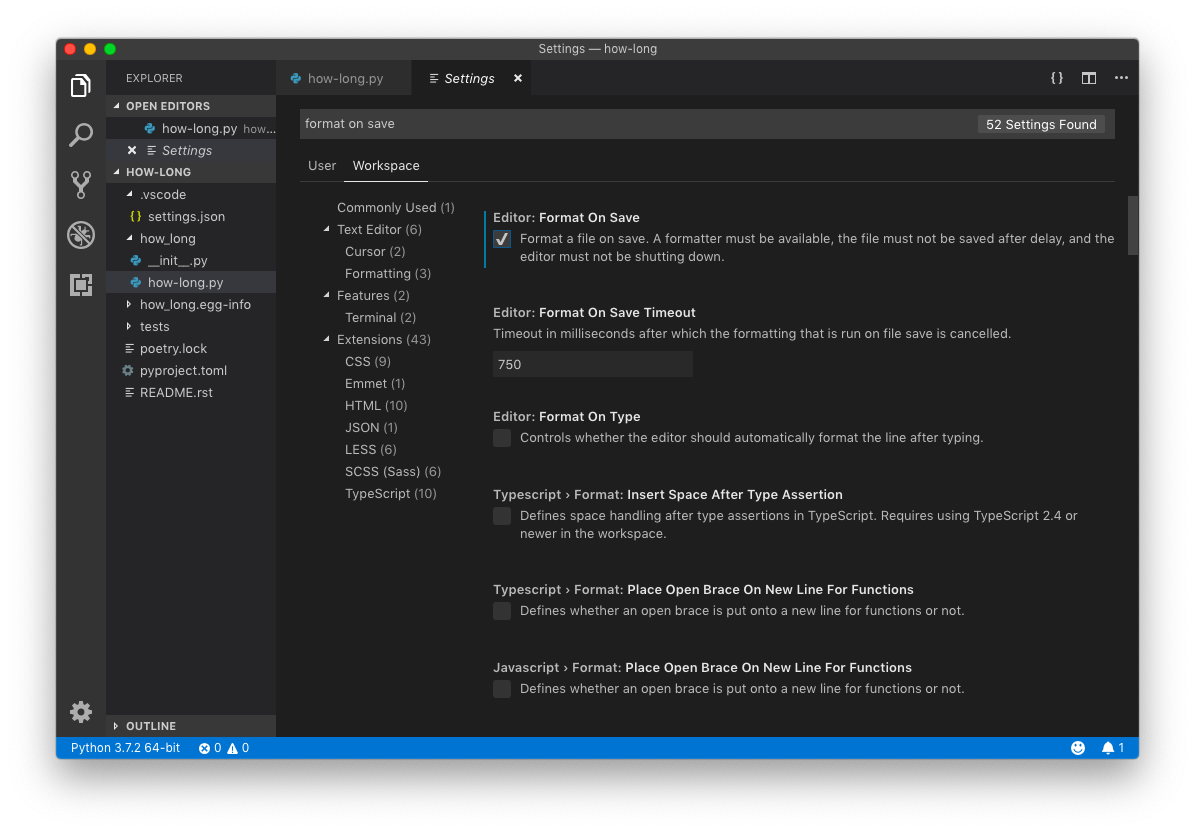 Settings — how-long
EXPLORER
OPEN EDITORS
how-long.py how...
Settings
HOW-LONG
.vscode
{} settings.json
how_long
__init__.py
how-long.py
how_long.egg-info
tests
poetry.lock
pyproject.toml
README.rst
OUTLINE
how-long.py
Settings
format on save
52 Settings Found
User Workspace
Commonly Used (1)
Text Editor (6)
Cursor (2)
Formatting (3)
Features (2)
Terminal (2)
Extensions (43)
CSS (9)
Emmet (1)
HTML (10)
JSON (1)
LESS (6)
SCSS (Sass) (6)
TypeScript (10)
Editor: Format On Save
Format a file on save. A formatter must be available, the file must not be saved after delay, and the
editor must not be shutting down.
Editor: Format On Save Timeout
Timeout in milliseconds after which the formatting that is run on file save is cancelled.
750
Editor: Format On Type
Controls whether the editor should automatically format the line after typing.
Typescript › Format: Insert Space After Type Assertion
Defines space handling after type assertions in TypeScript. Requires using TypeScript 2.4 or
newer in the workspace.
Typescript › Format: Place Open Brace On New Line For Functions
Defines whether an open brace is put onto a new line for functions or not.
Javascript › Format: Place Open Brace On New Line For Functions
Defines whether an open brace is put onto a new line for functions or not.
Python 3.7.2 64-bit 0 0 1